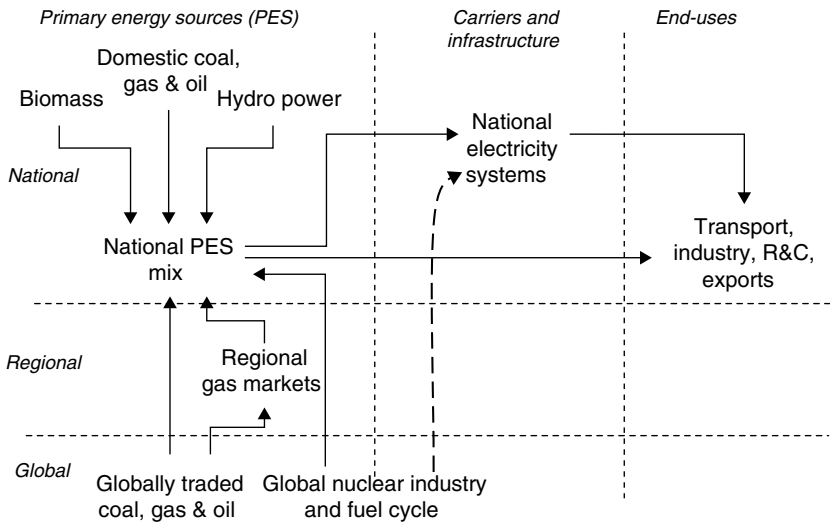 Primary energy sources (PES)
Carriers and
infrastructure
End-uses
Domestic coal,
gas & oil
Biomass
Hydro power
National
electricity
systems
National
Transport,
industry, R&C,
exports
National PES
mix
Regional
Regional
gas markets
Global
Globally traded
coal, gas & oil
Global nuclear industry
and fuel cycle